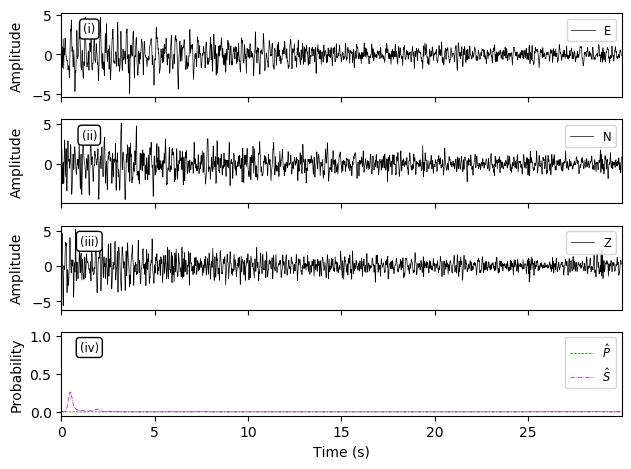 Amplitude
5
0
−5
(i)
E
Amplitude
5
0
(ii)
N
Amplitude
5
0
−5
(iii)
Z
Probability
1.0
0.5
0.0
(iv)
P̂
Ŝ
0 5 10 15 20 25
Time (s)